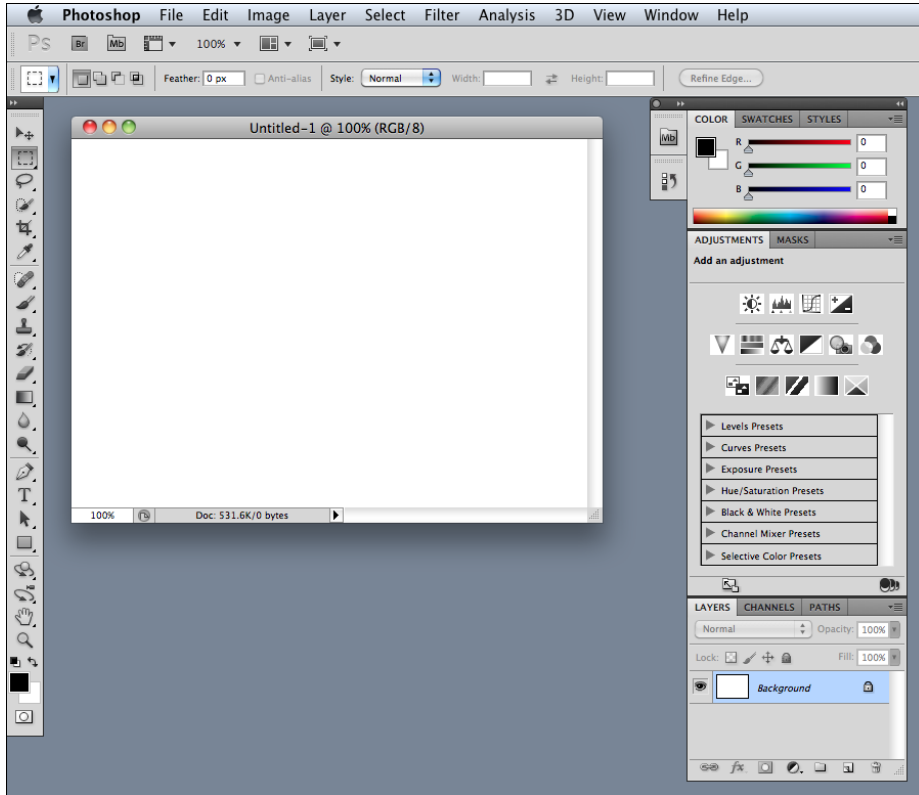 Photoshop File Edit Image Layer Select Filter Analysis 3D View Window Help
Ps Br Mb 100%
Feather: 0 px Anti-alias Style: Normal Width: Height: Refine Edge...
Untitled-1 @ 100% (RGB/8)
100% Doc: 531.6K/0 bytes
T
Mb
COLOR SWATCHES STYLES
R 0
G 0
B 0
ADJUSTMENTS MASKS
Add an adjustment
Levels Presets
Curves Presets
Exposure Presets
Hue/Saturation Presets
Black & White Presets
Channel Mixer Presets
Selective Color Presets
LAYERS CHANNELS PATHS
Normal Opacity: 100%
Lock: Fill: 100%
Background
fx